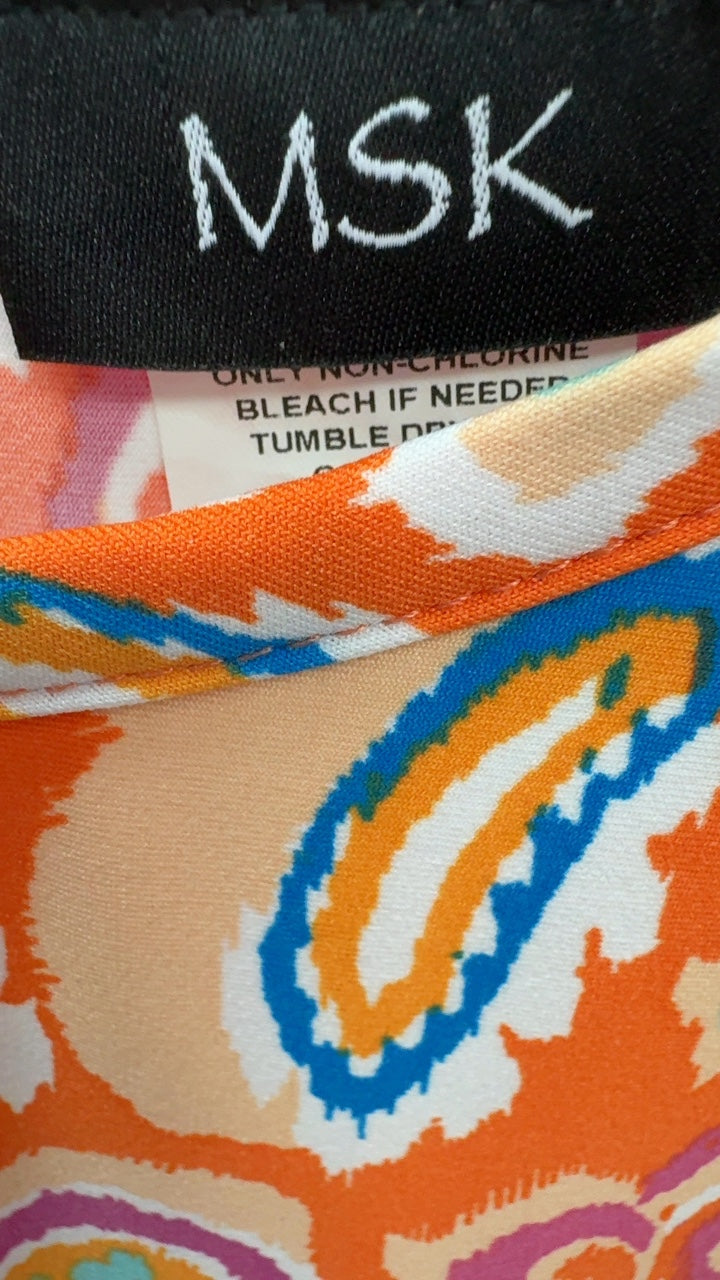 MSK
ONLY NON-CHLORINE
BLEACH IF NEEDED
TUMBLE DRY